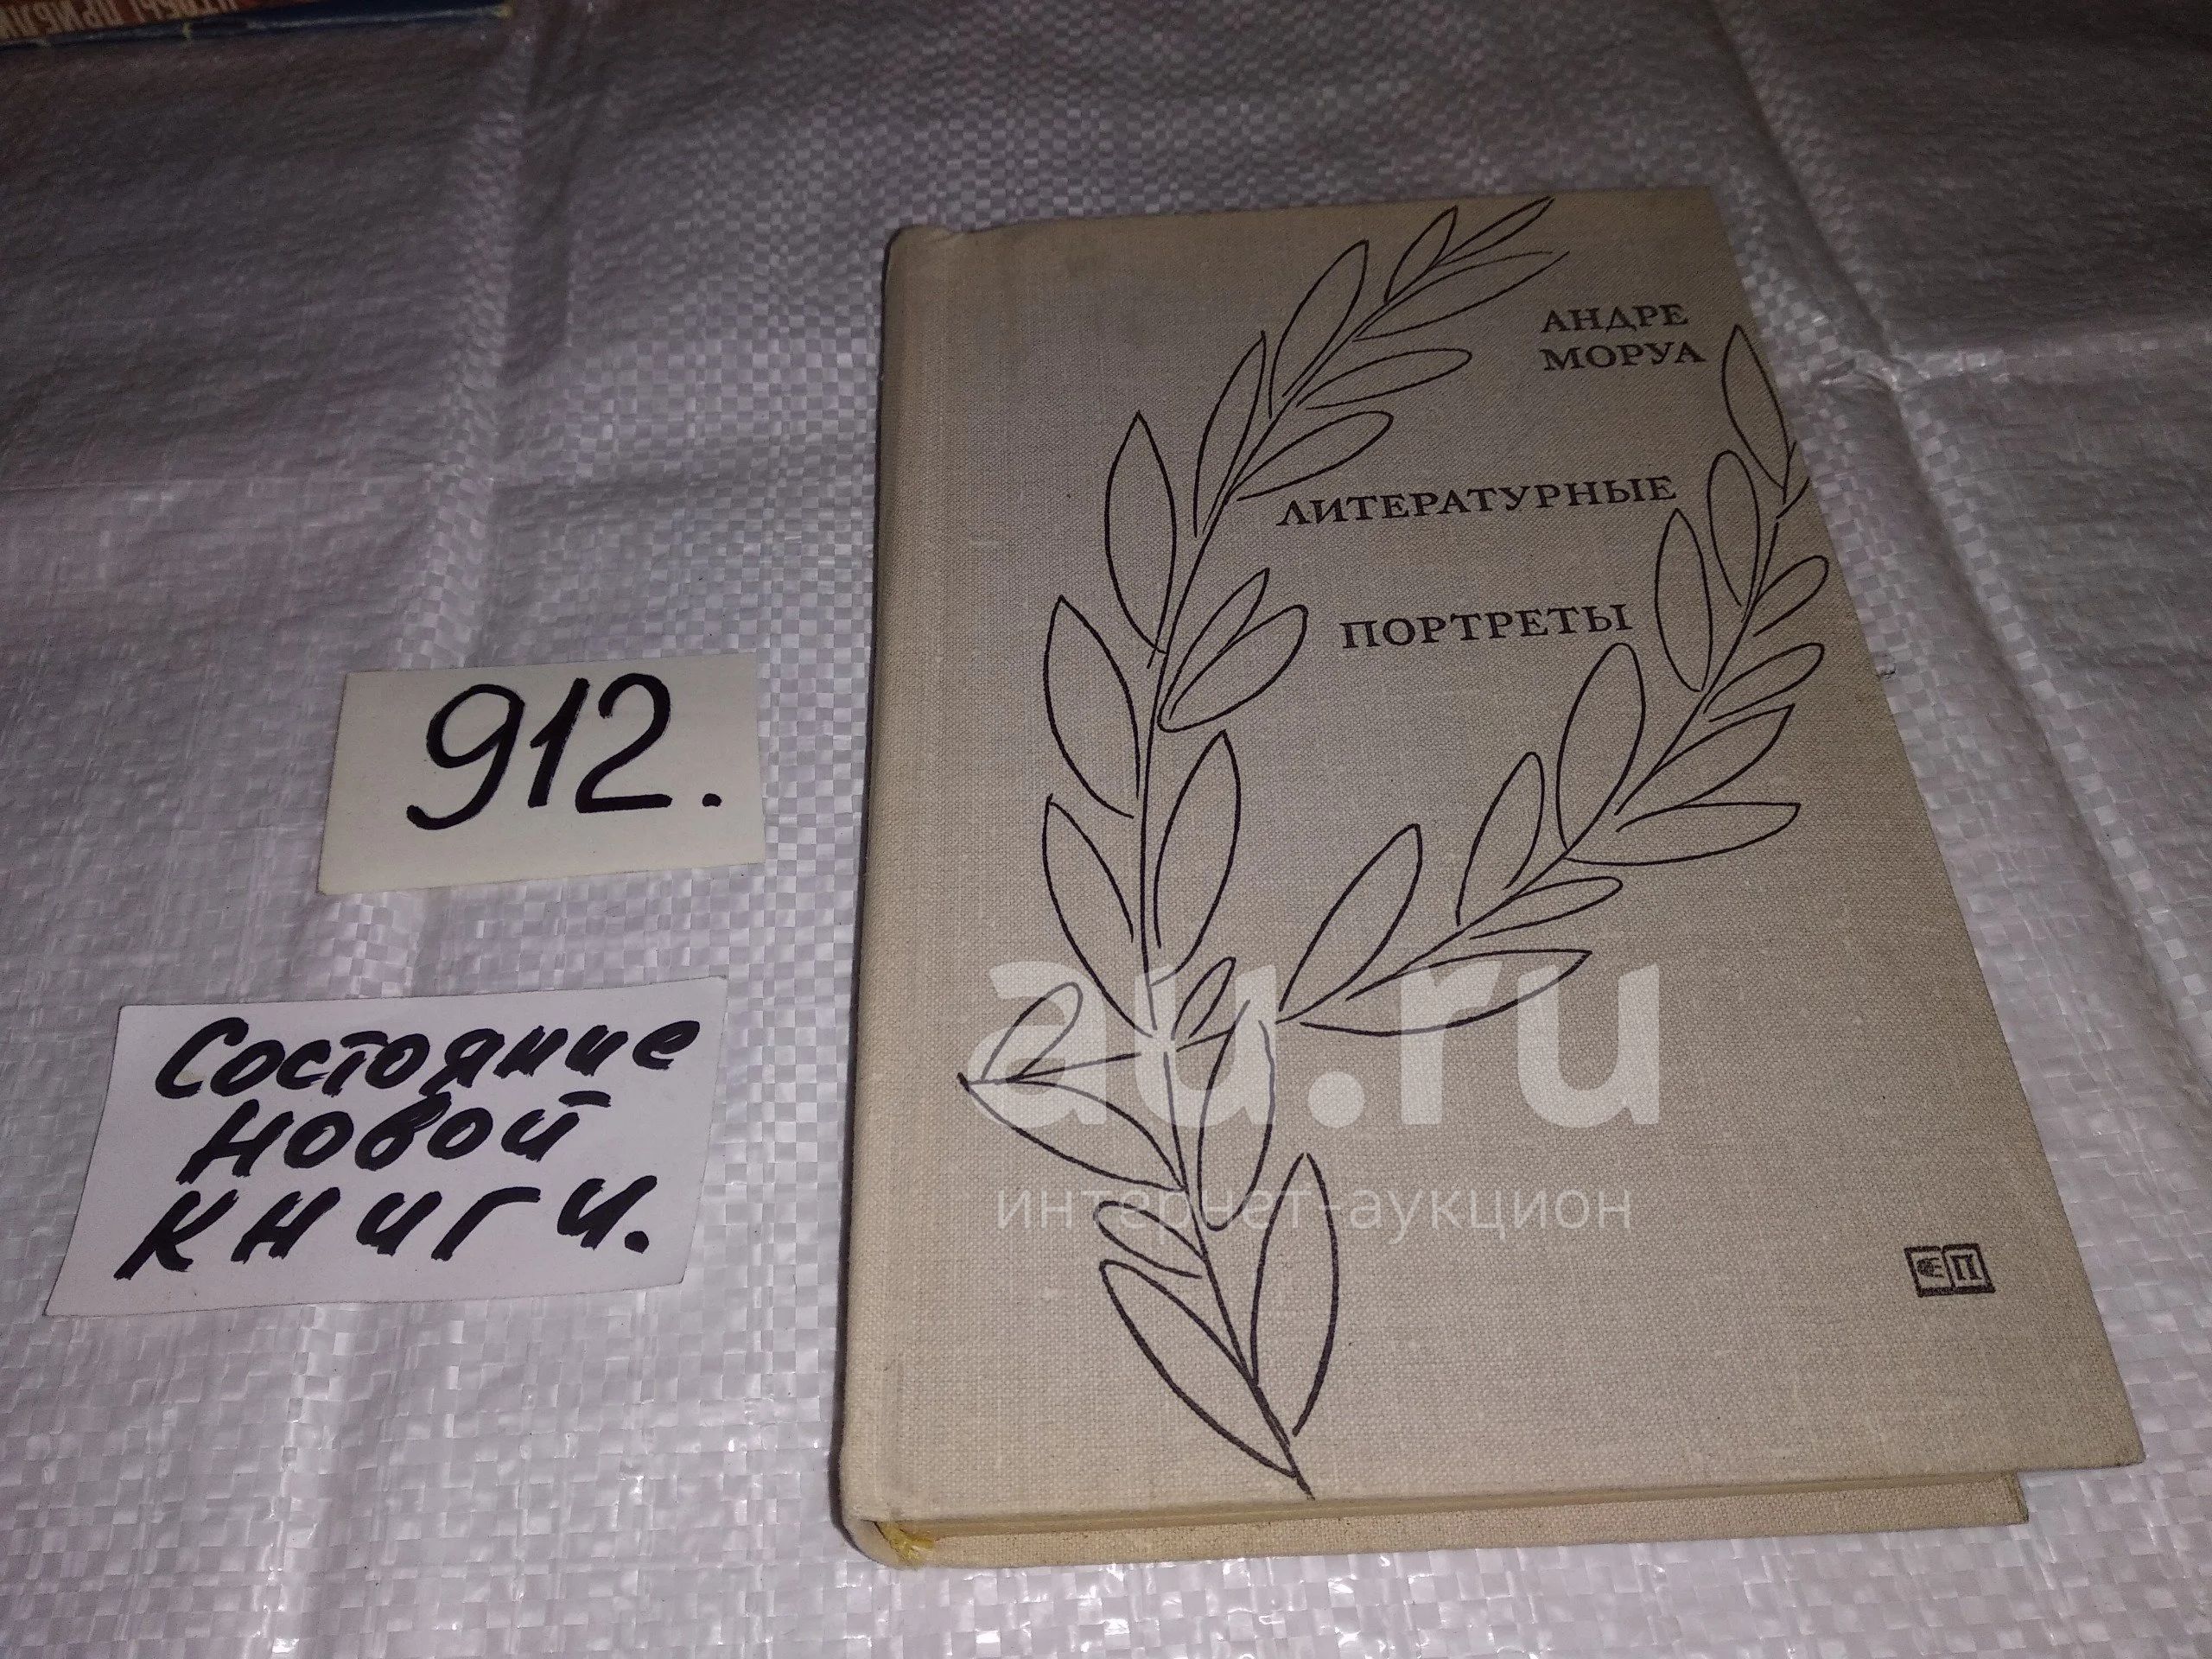 АНДРЕ
МОРУА
ЛИТЕРАТУРНЫЕ
ПОРТРЕТЫ
912.
Состояние
новой
книги.
au.ru
интернет-аукцион
П